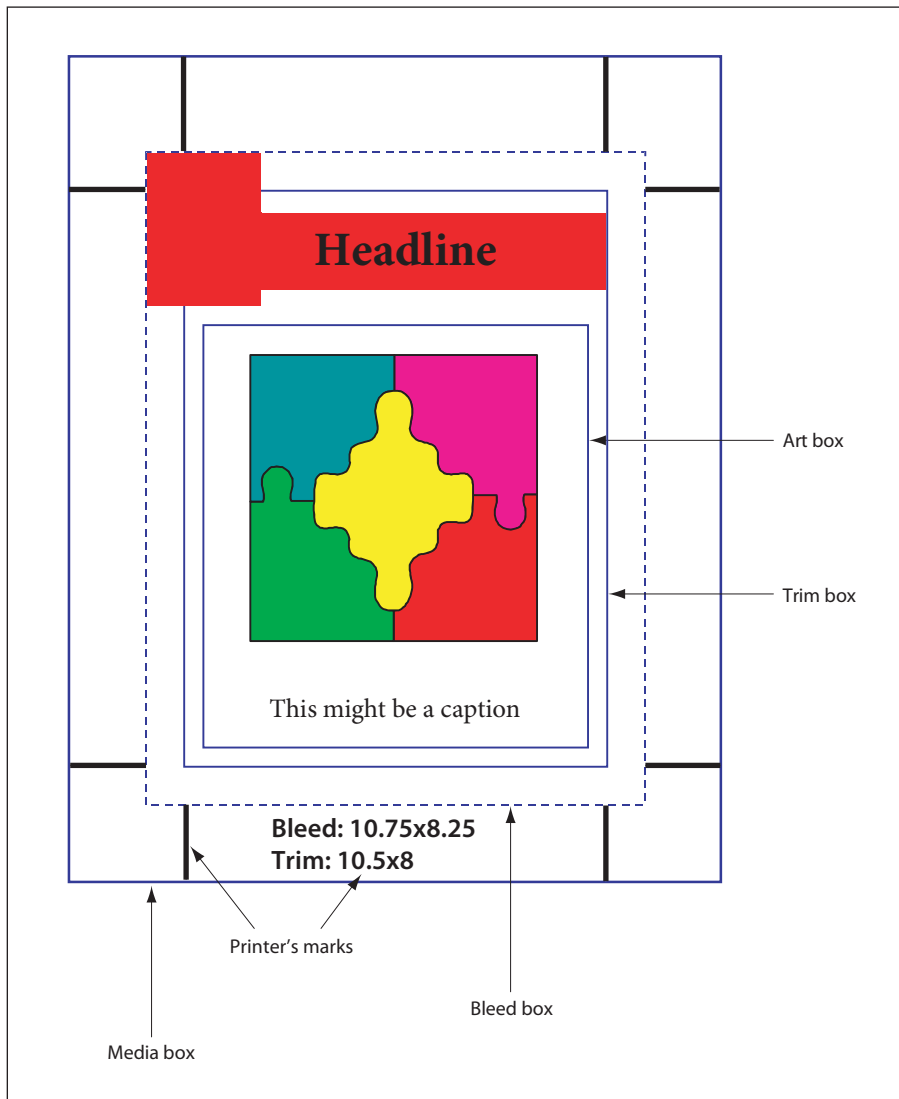 Headline
Art box
Trim box
This might be a caption
Bleed: 10.75x8.25
Trim: 10.5x8
Printer’s marks
Bleed box
Media box